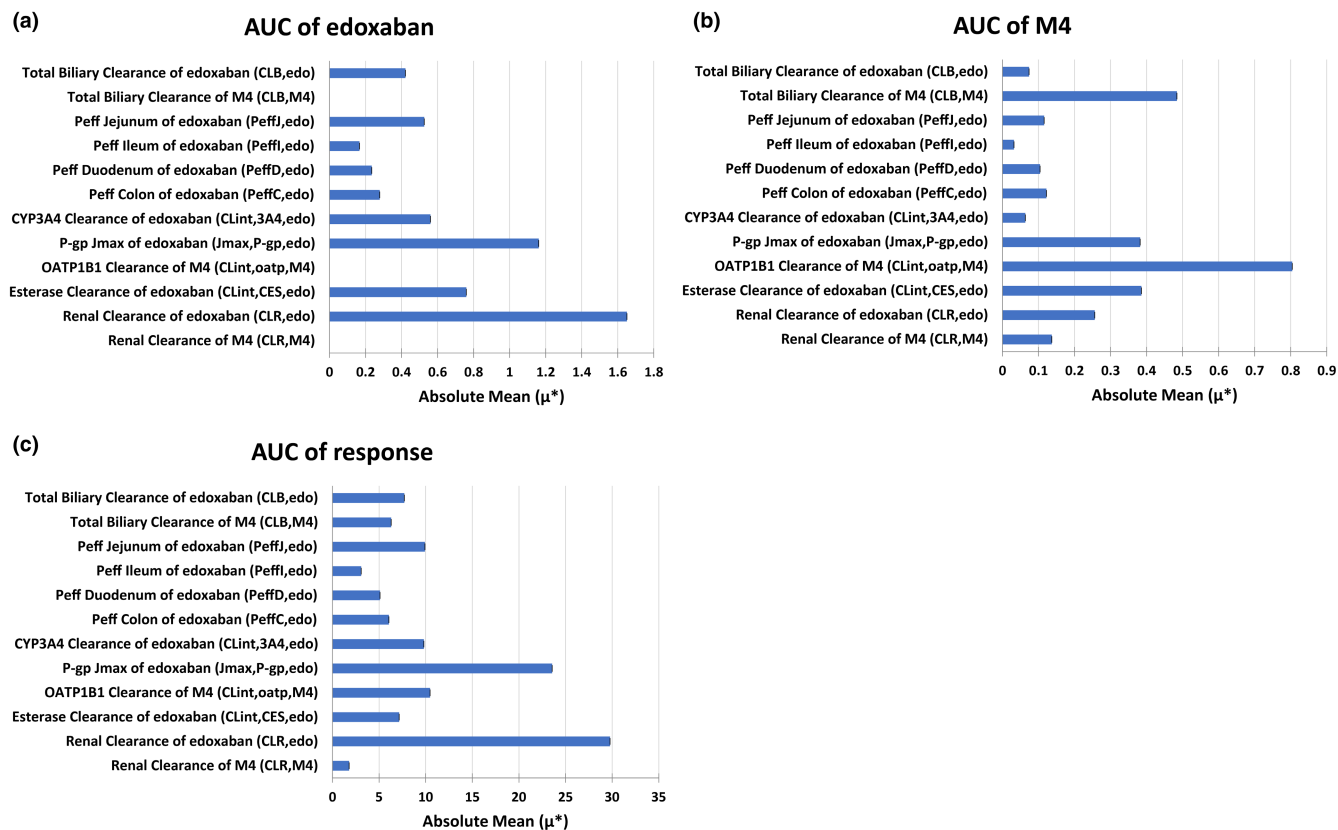 (a)
AUC of edoxaban
Total Biliary Clearance of edoxaban (CLB,edo)
Total Biliary Clearance of M4 (CLB,M4)
Peff Jejunum of edoxaban (PeffJ,edo)
Peff Ileum of edoxaban (PeffI,edo)
Peff Duodenum of edoxaban (PeffD,edo)
Peff Colon of edoxaban (PeffC,edo)
CYP3A4 Clearance of edoxaban (CLint,3A4,edo)
P-gp Jmax of edoxaban (Jmax,P-gp,edo)
OATP1B1 Clearance of M4 (CLint,oatp,M4)
Esterase Clearance of edoxaban (CLint,CES,edo)
Renal Clearance of edoxaban (CLR,edo)
Renal Clearance of M4 (CLR,M4)
0 0.2 0.4 0.6 0.8 1 1.2 1.4 1.6 1.8
Absolute Mean (μ*)
(b)
AUC of M4
Total Biliary Clearance of edoxaban (CLB,edo)
Total Biliary Clearance of M4 (CLB,M4)
Peff Jejunum of edoxaban (PeffJ,edo)
Peff Ileum of edoxaban (PeffI,edo)
Peff Duodenum of edoxaban (PeffD,edo)
Peff Colon of edoxaban (PeffC,edo)
CYP3A4 Clearance of edoxaban (CLint,3A4,edo)
P-gp Jmax of edoxaban (Jmax,P-gp,edo)
OATP1B1 Clearance of M4 (CLint,oatp,M4)
Esterase Clearance of edoxaban (CLint,CES,edo)
Renal Clearance of edoxaban (CLR,edo)
Renal Clearance of M4 (CLR,M4)
0 0.1 0.2 0.3 0.4 0.5 0.6 0.7 0.8 0.9
Absolute Mean (μ*)
(c)
AUC of response
Total Biliary Clearance of edoxaban (CLB,edo)
Total Biliary Clearance of M4 (CLB,M4)
Peff Jejunum of edoxaban (PeffJ,edo)
Peff Ileum of edoxaban (PeffI,edo)
Peff Duodenum of edoxaban (PeffD,edo)
Peff Colon of edoxaban (PeffC,edo)
CYP3A4 Clearance of edoxaban (CLint,3A4,edo)
P-gp Jmax of edoxaban (Jmax,P-gp,edo)
OATP1B1 Clearance of M4 (CLint,oatp,M4)
Esterase Clearance of edoxaban (CLint,CES,edo)
Renal Clearance of edoxaban (CLR,edo)
Renal Clearance of M4 (CLR,M4)
0 5 10 15 20 25 30 35
Absolute Mean (μ*)